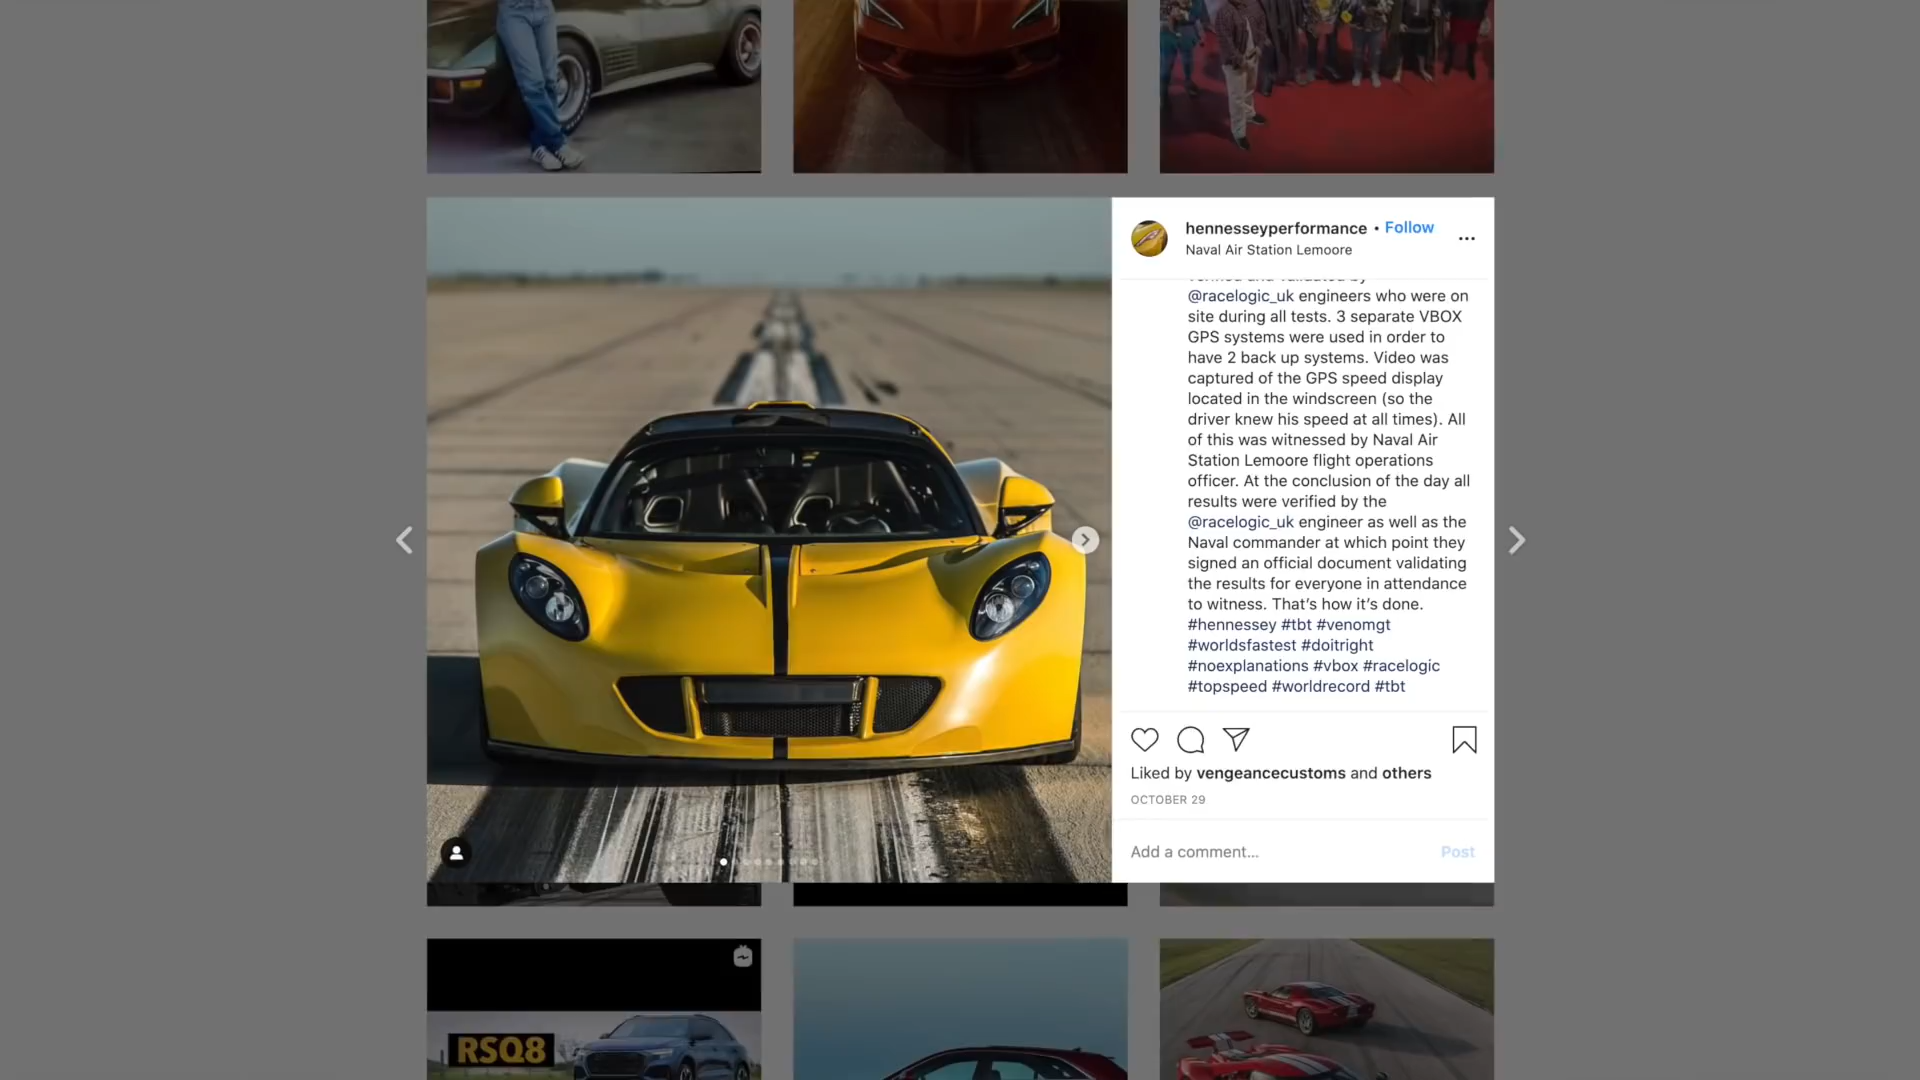 hennesseyperformance • Follow
Naval Air Station Lemoore
verified and validated by
@racelogic_uk engineers who were on
site during all tests. 3 separate VBOX
GPS systems were used in order to
have 2 back up systems. Video was
captured of the GPS speed display
located in the windscreen (so the
driver knew his speed at all times). All
of this was witnessed by Naval Air
Station Lemoore flight operations
officer. At the conclusion of the day all
results were verified by the
@racelogic_uk engineer as well as the
Naval commander at which point they
signed an official document validating
the results for everyone in attendance
to witness. That’s how it’s done.
#hennessey #tbt #venomgt
#worldsfastest #doitright
#noexplanations #vbox #racelogic
#topspeed #worldrecord #tbt
Liked by vengeancecustoms and others
OCTOBER 29
Add a comment...
Post
RSQ8